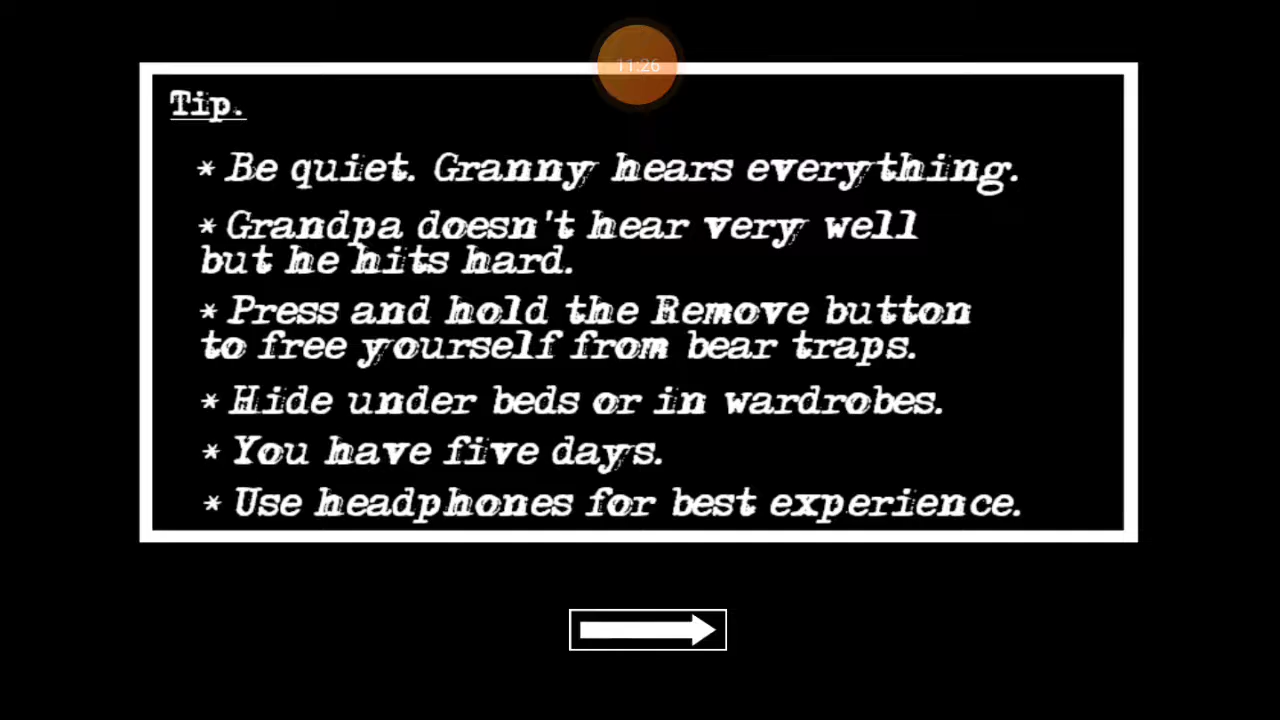 11:26
Tip.
* Be quiet. Granny hears everything.
* Grandpa doesn't hear very well
but he hits hard.
* Press and hold the Remove button
to free yourself from bear traps.
* Hide under beds or in wardrobes.
* You have five days.
* Use headphones for best experience.